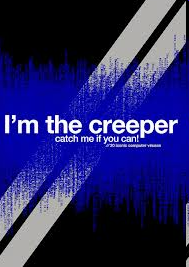 I'm the creeper
catch me if you can!
// 20 iconic computer viruses